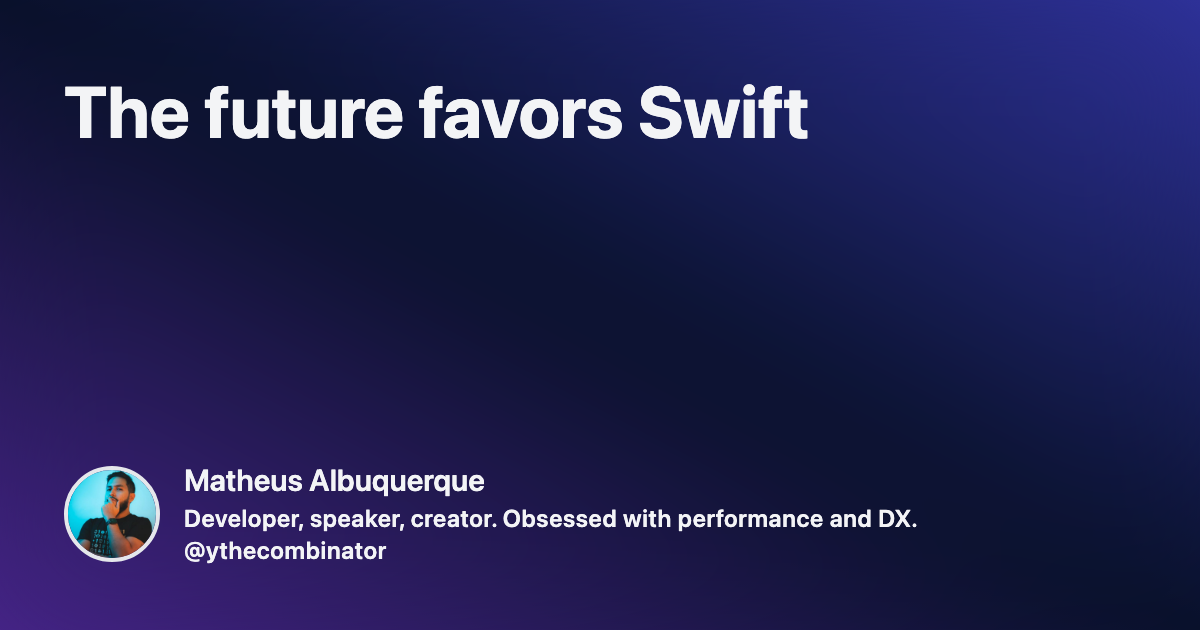 The future favors Swift
Matheus Albuquerque
Developer, speaker, creator. Obsessed with performance and DX.
@ythecombinator